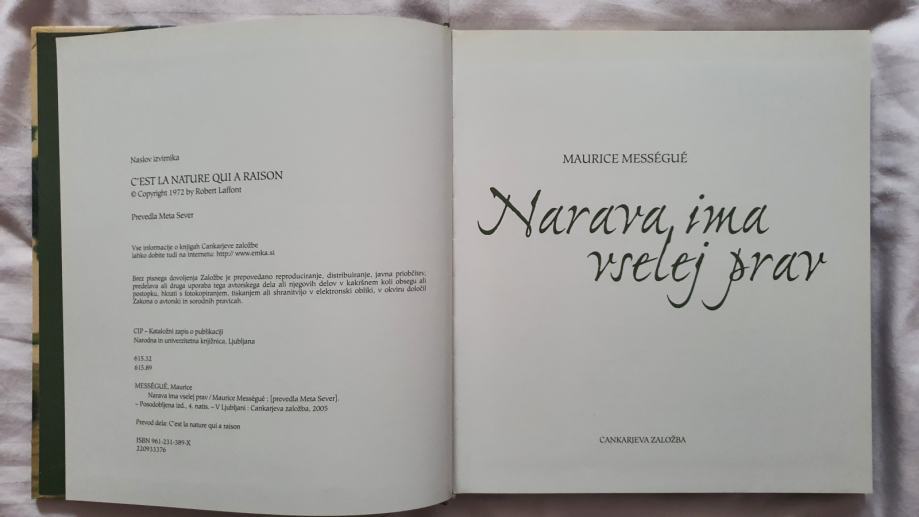 Naslov izvirnika
C'EST LA NATURE QUI A RAISON
© Copyright 1972 by Robert Laffont
Prevedla Meta Sever
Vse informacije o knjigah Cankarjeve založbe
lahko dobite tudi na internetu: http:// www.emka.si
Brez pisnega dovoljenja Založbe je prepovedano reproduciranje, distribuiranje, javna priobčitev,
predelava ali druga uporaba tega avtorskega dela ali njegovih delov v kakršnem koli obsegu ali
postopku, hkrati s fotokopiranjem, tiskanjem ali shranitvijo v elektronski obliki, v okviru določil
Zakona o avtorski in sorodnih pravicah.
CIP – Kataložni zapis o publikaciji
Narodna in univerzitetna knjižnica, Ljubljana
615.32
615.89
MESSÉGUÉ, Maurice
Narava ima vselej prav / Maurice Mességué ; [prevedla Meta Sever].
– Posodobljena izd., 4. natis. – V Ljubljani : Cankarjeva založba, 2005
Prevod dela: C'est la nature qui a raison
ISBN 961-231-389-X
220933376
MAURICE MESSÉGUÉ
Narava ima
vselej prav
CANKARJEVA ZALOŽBA